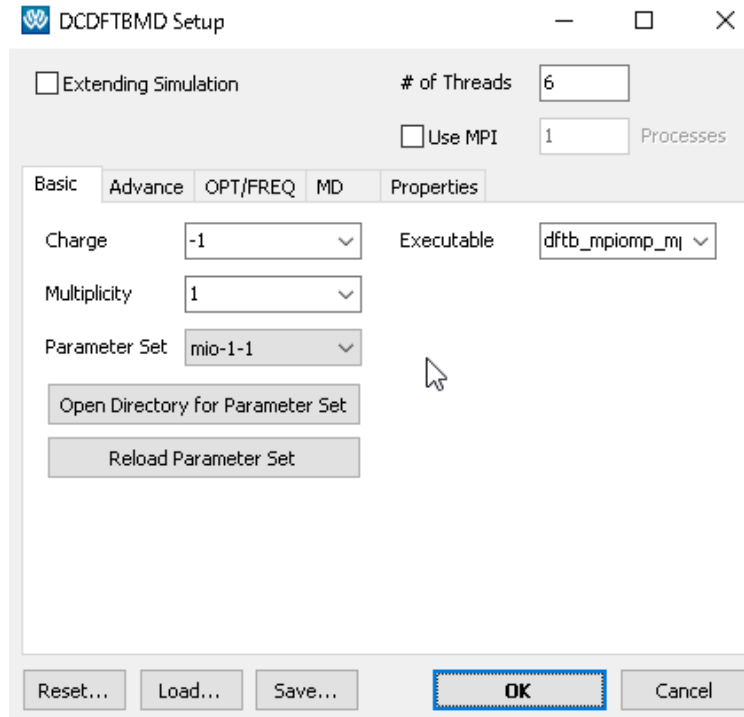 DCDFTBMD Setup
Extending Simulation
# of Threads 6
Use MPI 1 Processes
Basic Advance OPT/FREQ MD Properties
Charge -1 Executable dftb_mpiomp_mp
Multiplicity 1
Parameter Set mio-1-1
Open Directory for Parameter Set
Reload Parameter Set
Reset... Load... Save... OK Cancel